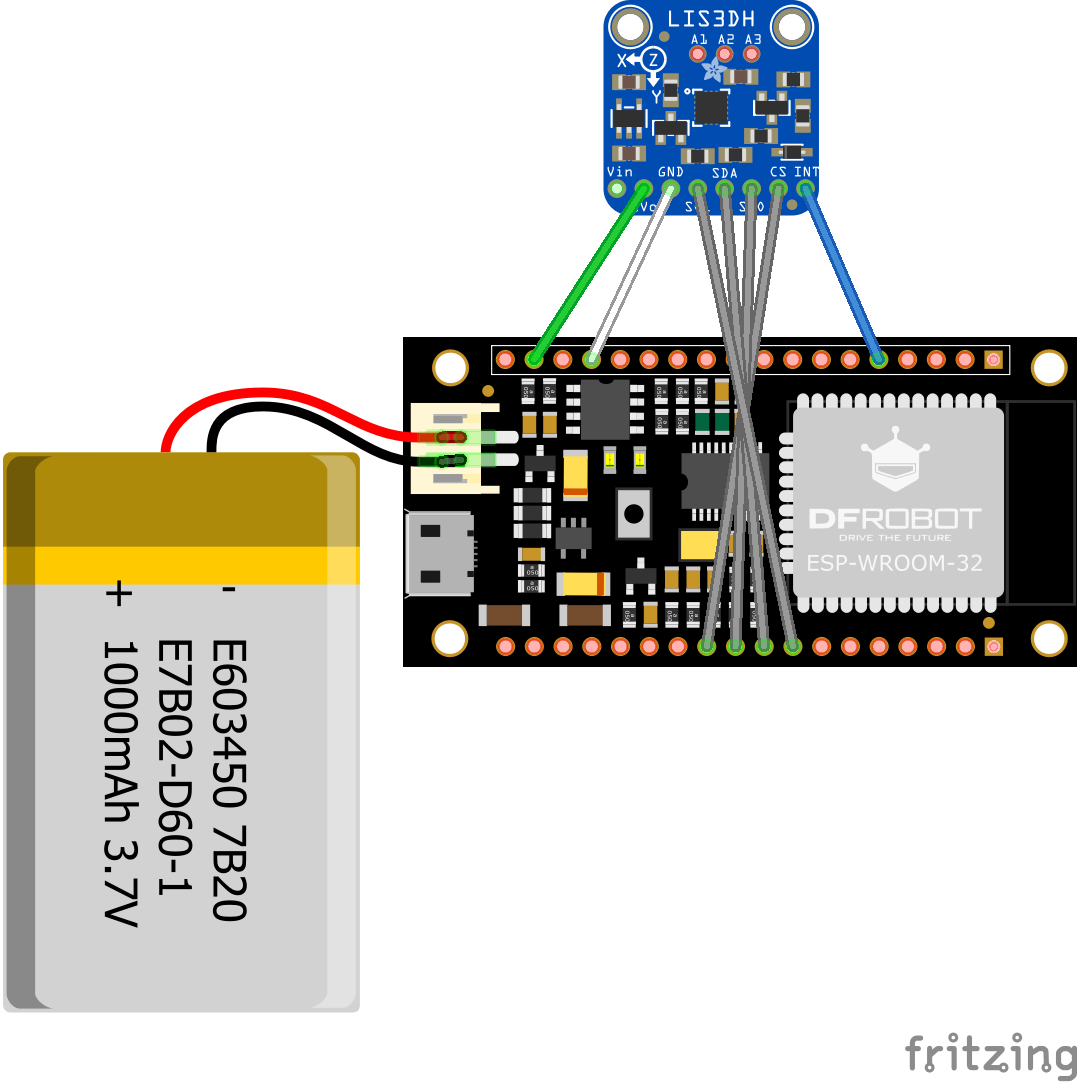 LIS3DH
A1 A2 A3
X Z
Y
Vin GND SDA CS INT
DFROBOT
DRIVE THE FUTURE
ESP-WROOM-32
+ -
E603450 7B20
E7B02-D60-1
1000mAh 3.7V
fritzing